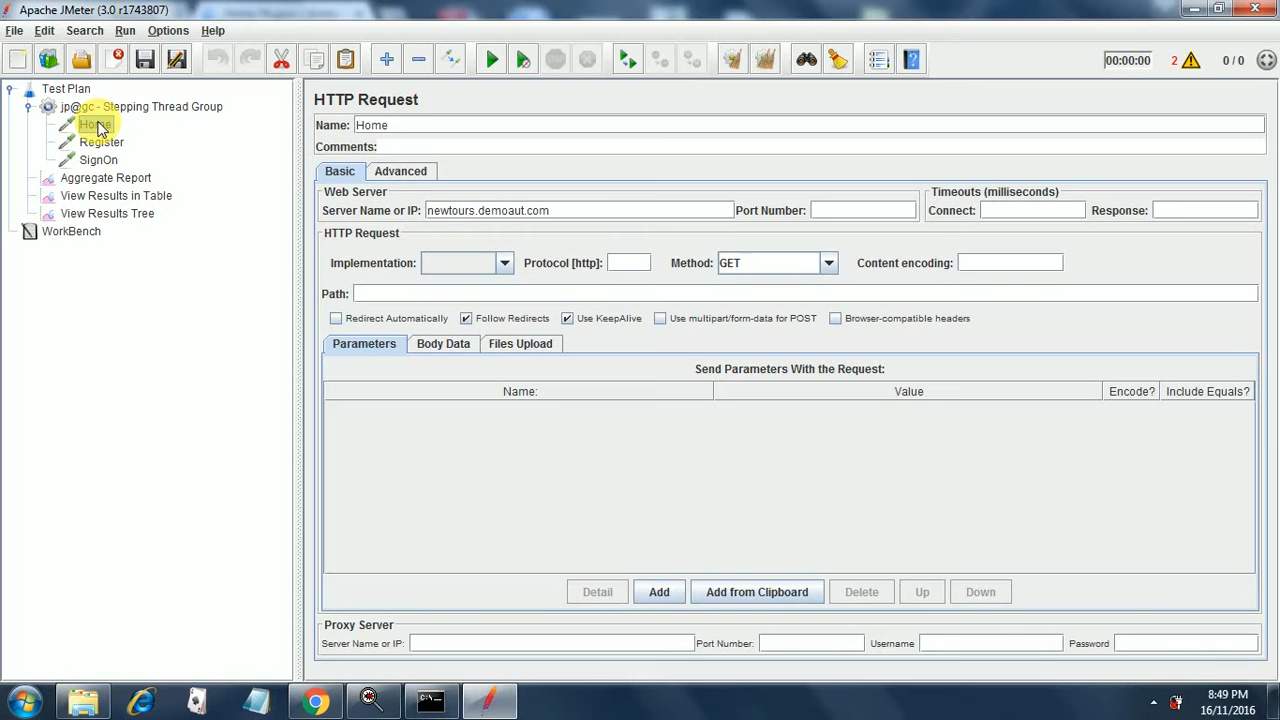 Apache JMeter (3.0 r1743807)
File Edit Search Run Options Help
00:00:00 2 0 / 0
Test Plan
jp@gc - Stepping Thread Group
Home
Register
SignOn
Aggregate Report
View Results in Table
View Results Tree
WorkBench
HTTP Request
Name: Home
Comments:
Basic Advanced
Web Server
Server Name or IP: newtours.demoaut.com Port Number:
Timeouts (milliseconds)
Connect: Response:
HTTP Request
Implementation: Protocol [http]: Method: GET Content encoding:
Path:
Redirect Automatically Follow Redirects Use KeepAlive Use multipart/form-data for POST Browser-compatible headers
Parameters Body Data Files Upload
Send Parameters With the Request:
Name: Value Encode? Include Equals?
Detail Add Add from Clipboard Delete Up Down
Proxy Server
Server Name or IP: Port Number: Username Password
8:49 PM
16/11/2016